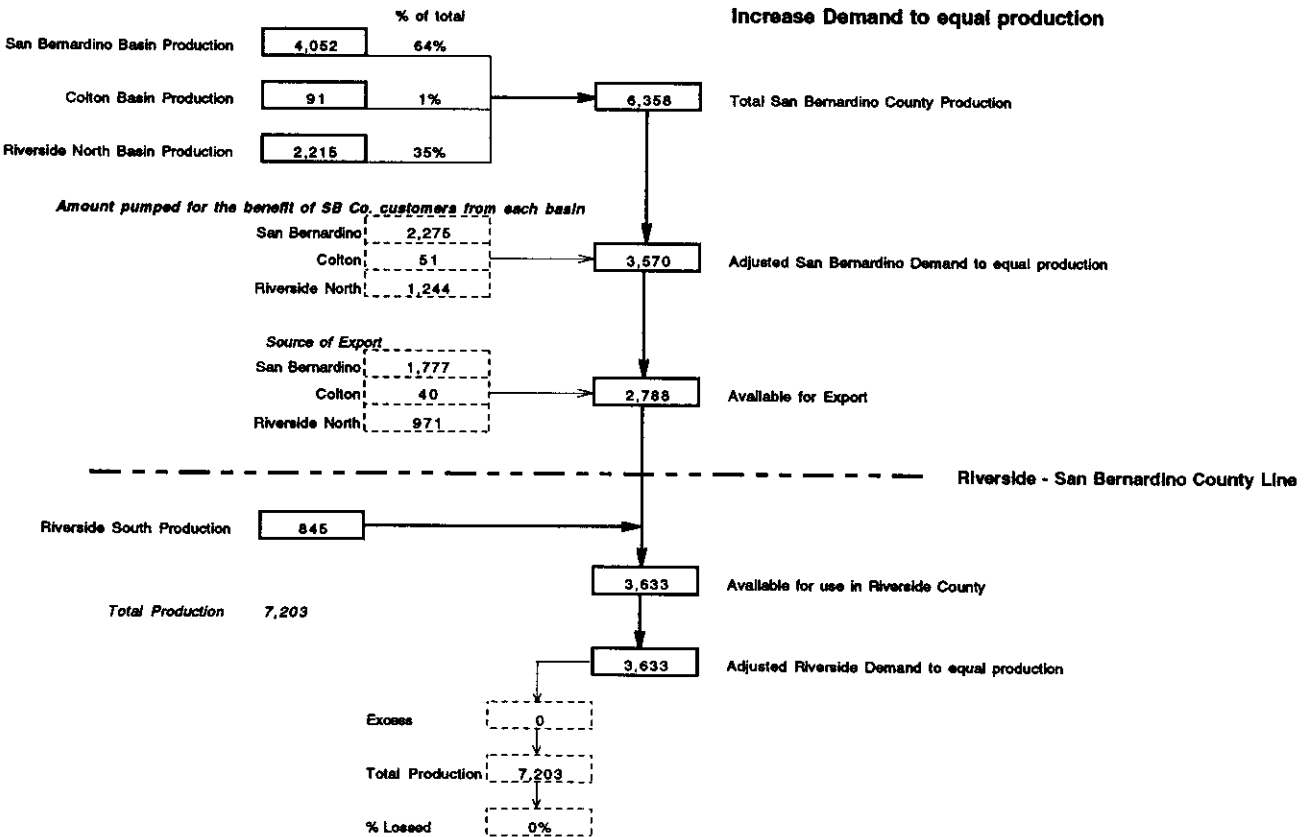 % of total
Increase Demand to equal production
San Bernardino Basin Production 4,052 64%
Colton Basin Production 91 1% 6,358 Total San Bernardino County Production
Riverside North Basin Production 2,215 35%
Amount pumped for the benefit of SB Co. customers from each basin
San Bernardino 2,275
Colton 51 3,570 Adjusted San Bernardino Demand to equal production
Riverside North 1,244
Source of Export
San Bernardino 1,777
Colton 40 2,788 Available for Export
Riverside North 971
Riverside - San Bernardino County Line
Riverside South Production 845
3,633 Available for use in Riverside County
Total Production 7,203
3,633 Adjusted Riverside Demand to equal production
Excess 0
Total Production 7,203
% Lossed 0%